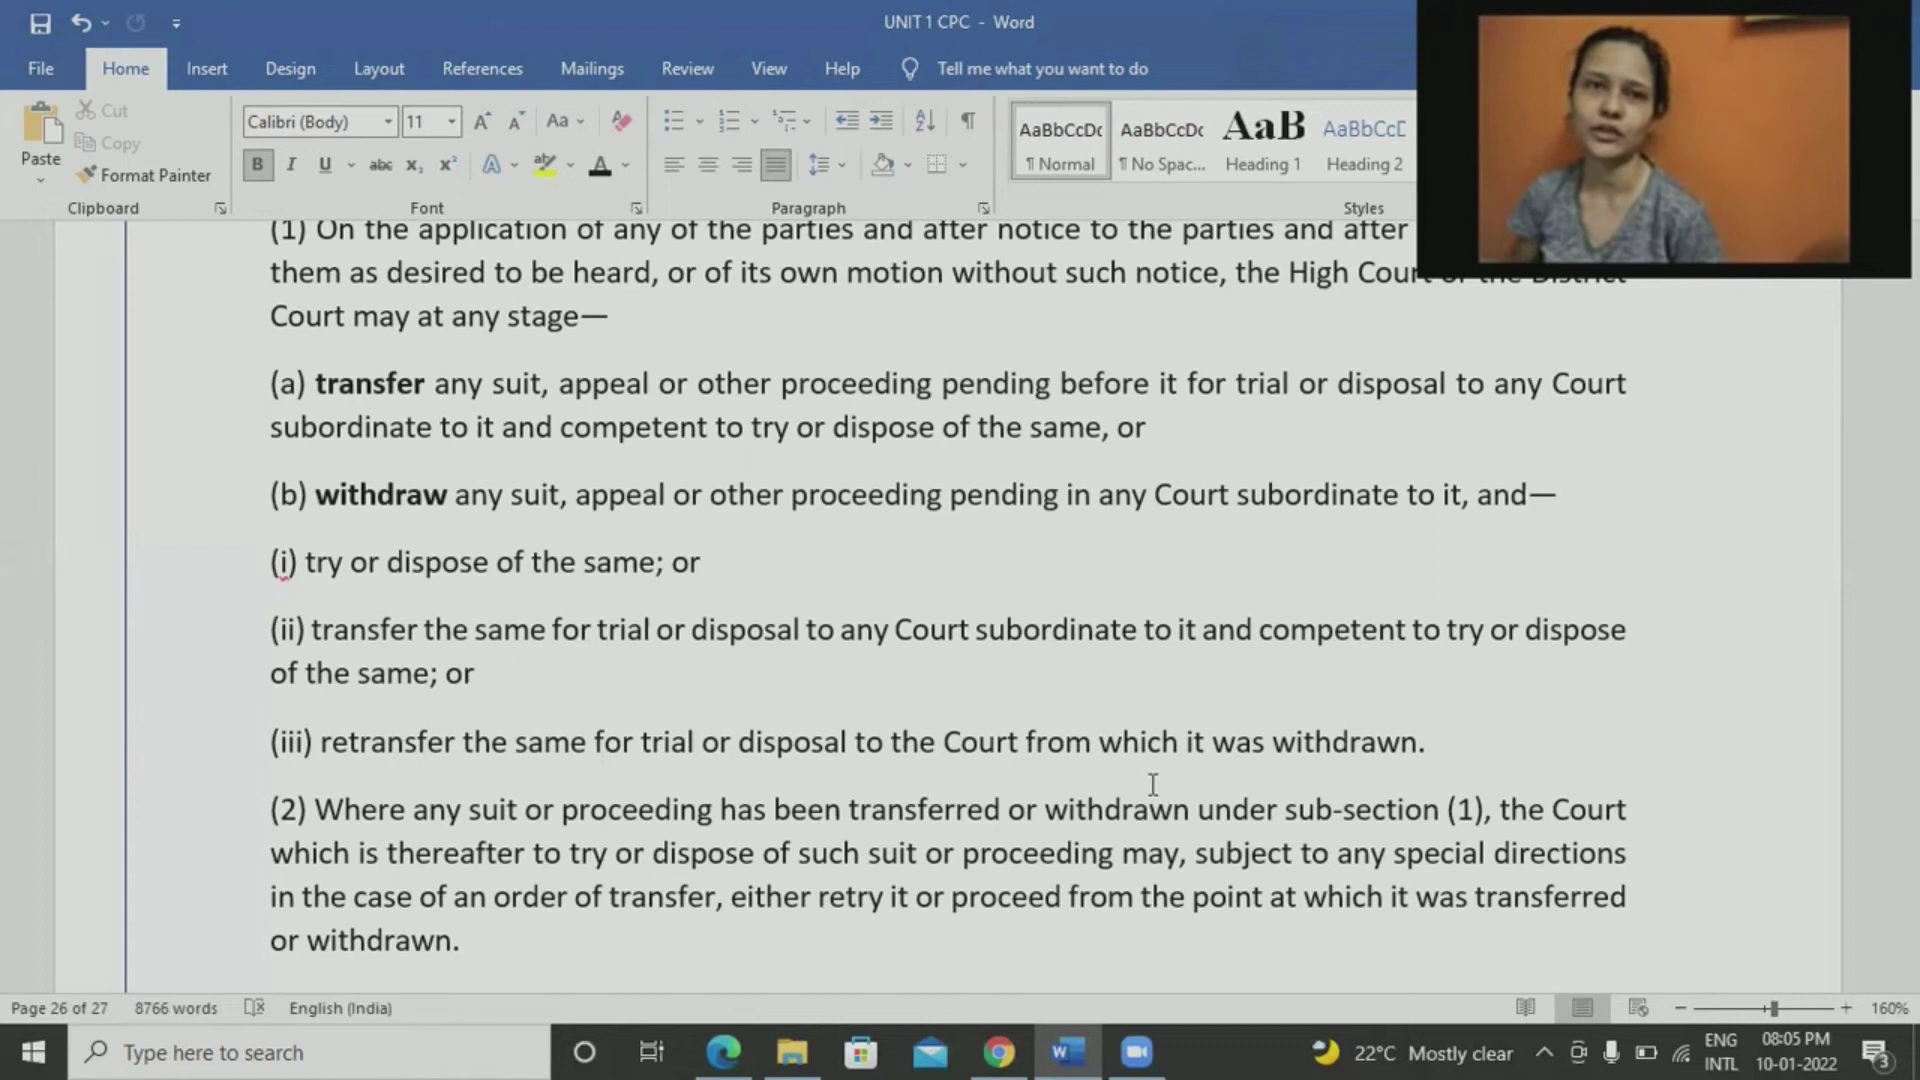 UNIT 1 CPC - Word
File Home Insert Design Layout References Mailings Review View Help Tell me what you want to do
Paste
Cut
Copy
Format Painter
Clipboard
Calibri (Body) 11
Font
Paragraph
AaBbCcDc AaBbCcDc AaB AaBbCcE
¶ Normal ¶ No Spac... Heading 1 Heading 2
Styles
(1) On the application of any of the parties and after notice to the parties and after
them as desired to be heard, or of its own motion without such notice, the High Court or the District
Court may at any stage—
(a) transfer any suit, appeal or other proceeding pending before it for trial or disposal to any Court
subordinate to it and competent to try or dispose of the same, or
(b) withdraw any suit, appeal or other proceeding pending in any Court subordinate to it, and—
(i) try or dispose of the same; or
(ii) transfer the same for trial or disposal to any Court subordinate to it and competent to try or dispose
of the same; or
(iii) retransfer the same for trial or disposal to the Court from which it was withdrawn.
(2) Where any suit or proceeding has been transferred or withdrawn under sub-section (1), the Court
which is thereafter to try or dispose of such suit or proceeding may, subject to any special directions
in the case of an order of transfer, either retry it or proceed from the point at which it was transferred
or withdrawn.
Page 26 of 27 8766 words English (India) 160%
Type here to search
22°C Mostly clear
ENG
INTL
08:05 PM
10-01-2022
3